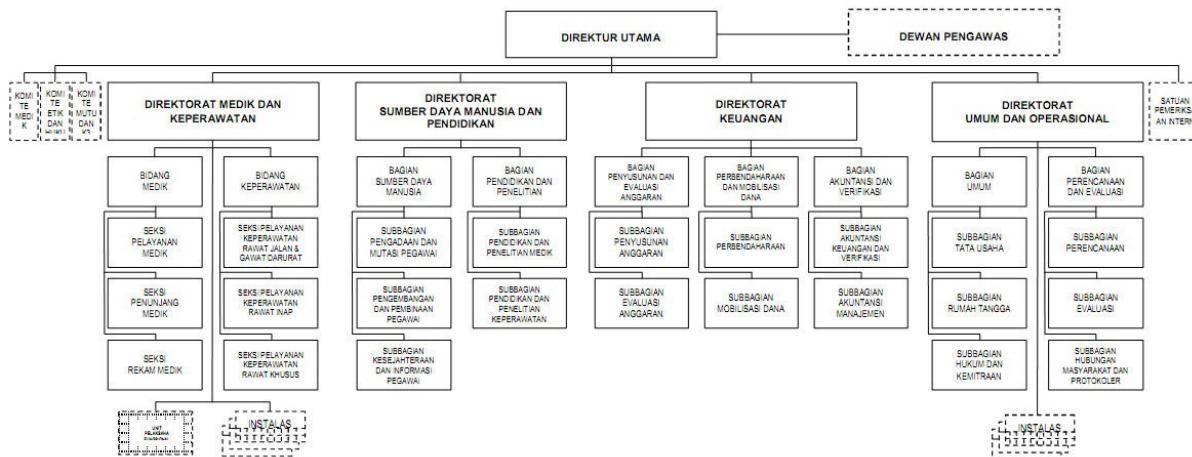 DIREKTUR UTAMA
DEWAN PENGAWAS
KOMI
TE
MEDI
K
KOMI
TE
ETIK
DAN
HUKU
KOMI
TE
MUTU
DAN
K3
DIREKTORAT MEDIK DAN
KEPERAWATAN
DIREKTORAT
SUMBER DAYA MANUSIA DAN
PENDIDIKAN
DIREKTORAT
KEUANGAN
DIREKTORAT
UMUM DAN OPERASIONAL
SATUAN
PEMERIKSA
AN INTERN
BIDANG
MEDIK
BIDANG
KEPERAWATAN
BAGIAN
SUMBER DAYA
MANUSIA
BAGIAN
PENDIDIKAN DAN
PENELITIAN
BAGIAN
PENYUSUNAN DAN
EVALUASI
ANGGARAN
BAGIAN
PERBENDAHARAAN
DAN MOBILISASI
DANA
BAGIAN
AKUNTANSI DAN
VERIFIKASI
BAGIAN
UMUM
BAGIAN
PERENCANAAN
DAN EVALUASI
SEKSI
PELAYANAN
MEDIK
SEKSI PELAYANAN
KEPERAWATAN
RAWAT JALAN &
GAWAT DARURAT
SUBBAGIAN
PENGADAAN DAN
MUTASI PEGAWAI
SUBBAGIAN
PENDIDIKAN DAN
PENELITIAN MEDIK
SUBBAGIAN
PENYUSUNAN
ANGGARAN
SUBBAGIAN
PERBENDAHARAAN
SUBBAGIAN
AKUNTANSI
KEUANGAN DAN
VERIFIKASI
SUBBAGIAN
TATA USAHA
SUBBAGIAN
PERENCANAAN
SEKSI
PENUNJANG
MEDIK
SEKSI PELAYANAN
KEPERAWATAN
RAWAT INAP
SUBBAGIAN
PENGEMBANGAN
DAN PEMBINAAN
PEGAWAI
SUBBAGIAN
PENDIDIKAN DAN
PENELITIAN
KEPERAWATAN
SUBBAGIAN
EVALUASI
ANGGARAN
SUBBAGIAN
MOBILISASI DANA
SUBBAGIAN
AKUNTANSI
MANAJEMEN
SUBBAGIAN
RUMAH TANGGA
SUBBAGIAN
EVALUASI
SEKSI
REKAM MEDIK
SEKSI PELAYANAN
KEPERAWATAN
RAWAT KHUSUS
SUBBAGIAN
KESEJAHTERAAN
DAN INFORMASI
PEGAWAI
SUBBAGIAN
HUKUM DAN
KEMITRAAN
SUBBAGIAN
HUBUNGAN
MASYARAKAT DAN
PROTOKOLER
UNIT
PELAKSANA
INSTALAS
INSTALAS